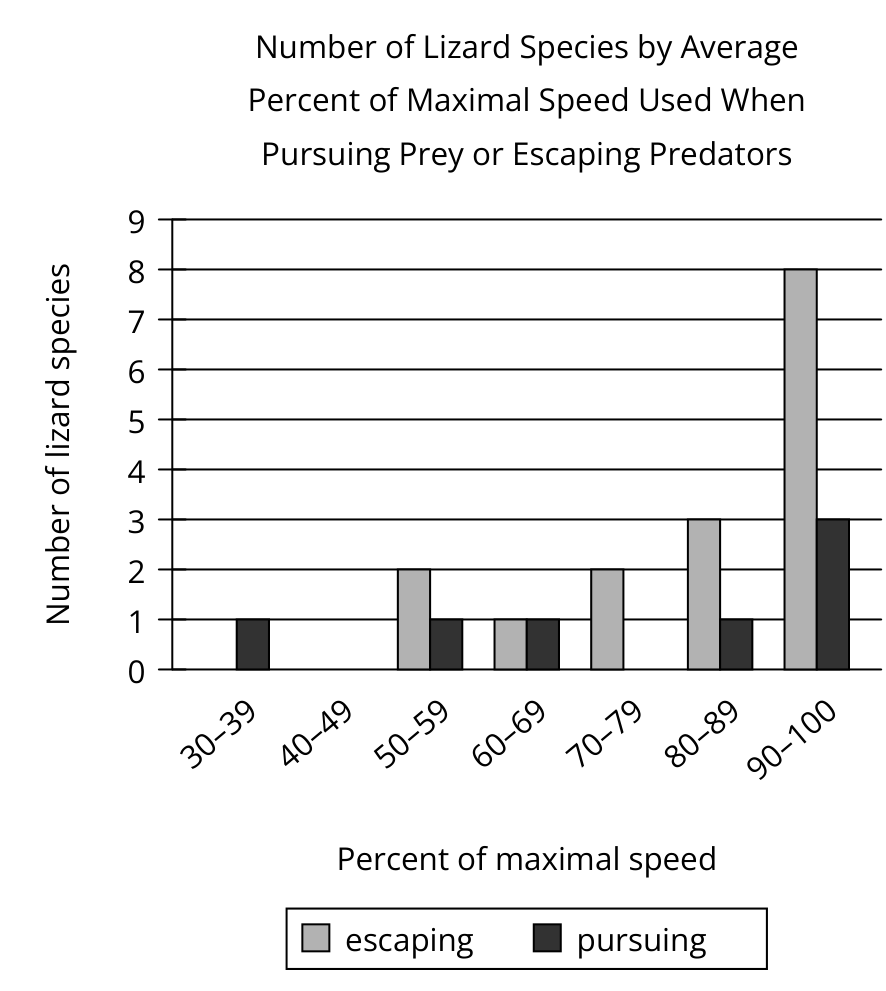 Number of Lizard Species by Average
Percent of Maximal Speed Used When
Pursuing Prey or Escaping Predators
Number of lizard species
9
8
7
6
5
4
3
2
1
0
30–39
40–49
50–59
60–69
70–79
80–89
90–100
Percent of maximal speed
escaping
pursuing